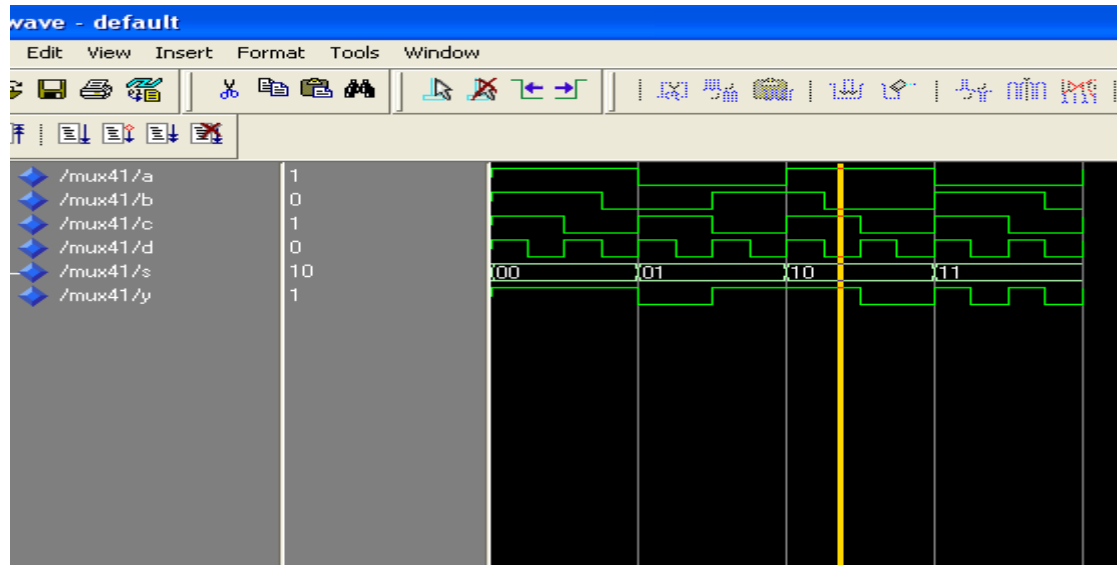 wave - default
Edit View Insert Format Tools Window
/mux41/a 1
/mux41/b 0
/mux41/c 1
/mux41/d 0
/mux41/s 10 00 01 10 11
/mux41/y 1